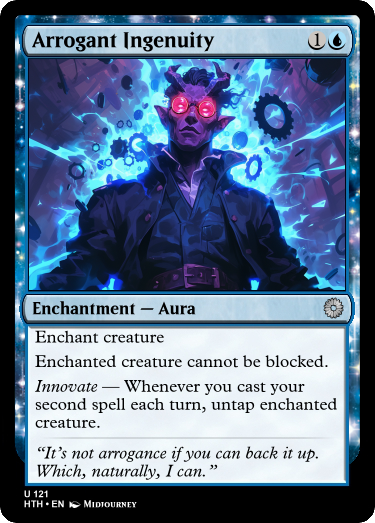 Arrogant Ingenuity 1
Enchantment — Aura
Enchant creature
Enchanted creature cannot be blocked.
Innovate — Whenever you cast your
second spell each turn, untap enchanted
creature.
“It’s not arrogance if you can back it up.
Which, naturally, I can.”
U 121
HTH • EN Midjourney